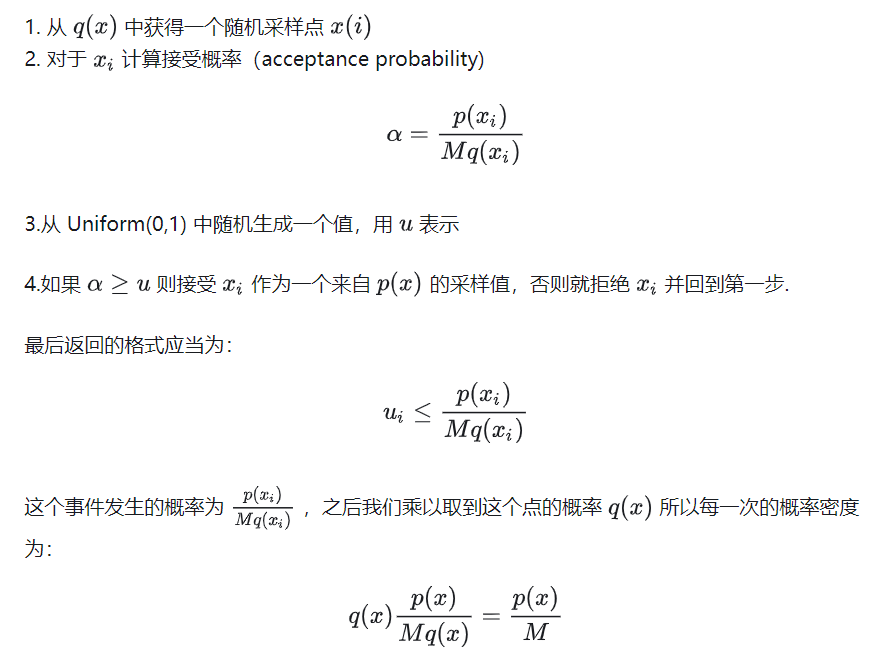 1. 从 q(x) 中获得一个随机采样点 x(i)
2. 对于 x_i 计算接受概率（acceptance probability)
α = \frac{p(x_i)}{Mq(x_i)}
3.从 Uniform(0,1) 中随机生成一个值，用 u 表示
4.如果 α ≥ u 则接受 x_i 作为一个来自 p(x) 的采样值，否则就拒绝 x_i 并回到第一步.
最后返回的格式应当为：
u_i ≤ \frac{p(x_i)}{Mq(x_i)}
这个事件发生的概率为 \frac{p(x_i)}{Mq(x_i)} ，之后我们乘以取到这个点的概率 q(x) 所以每一次的概率密度
为：
q(x)\frac{p(x)}{Mq(x)} = \frac{p(x)}{M}